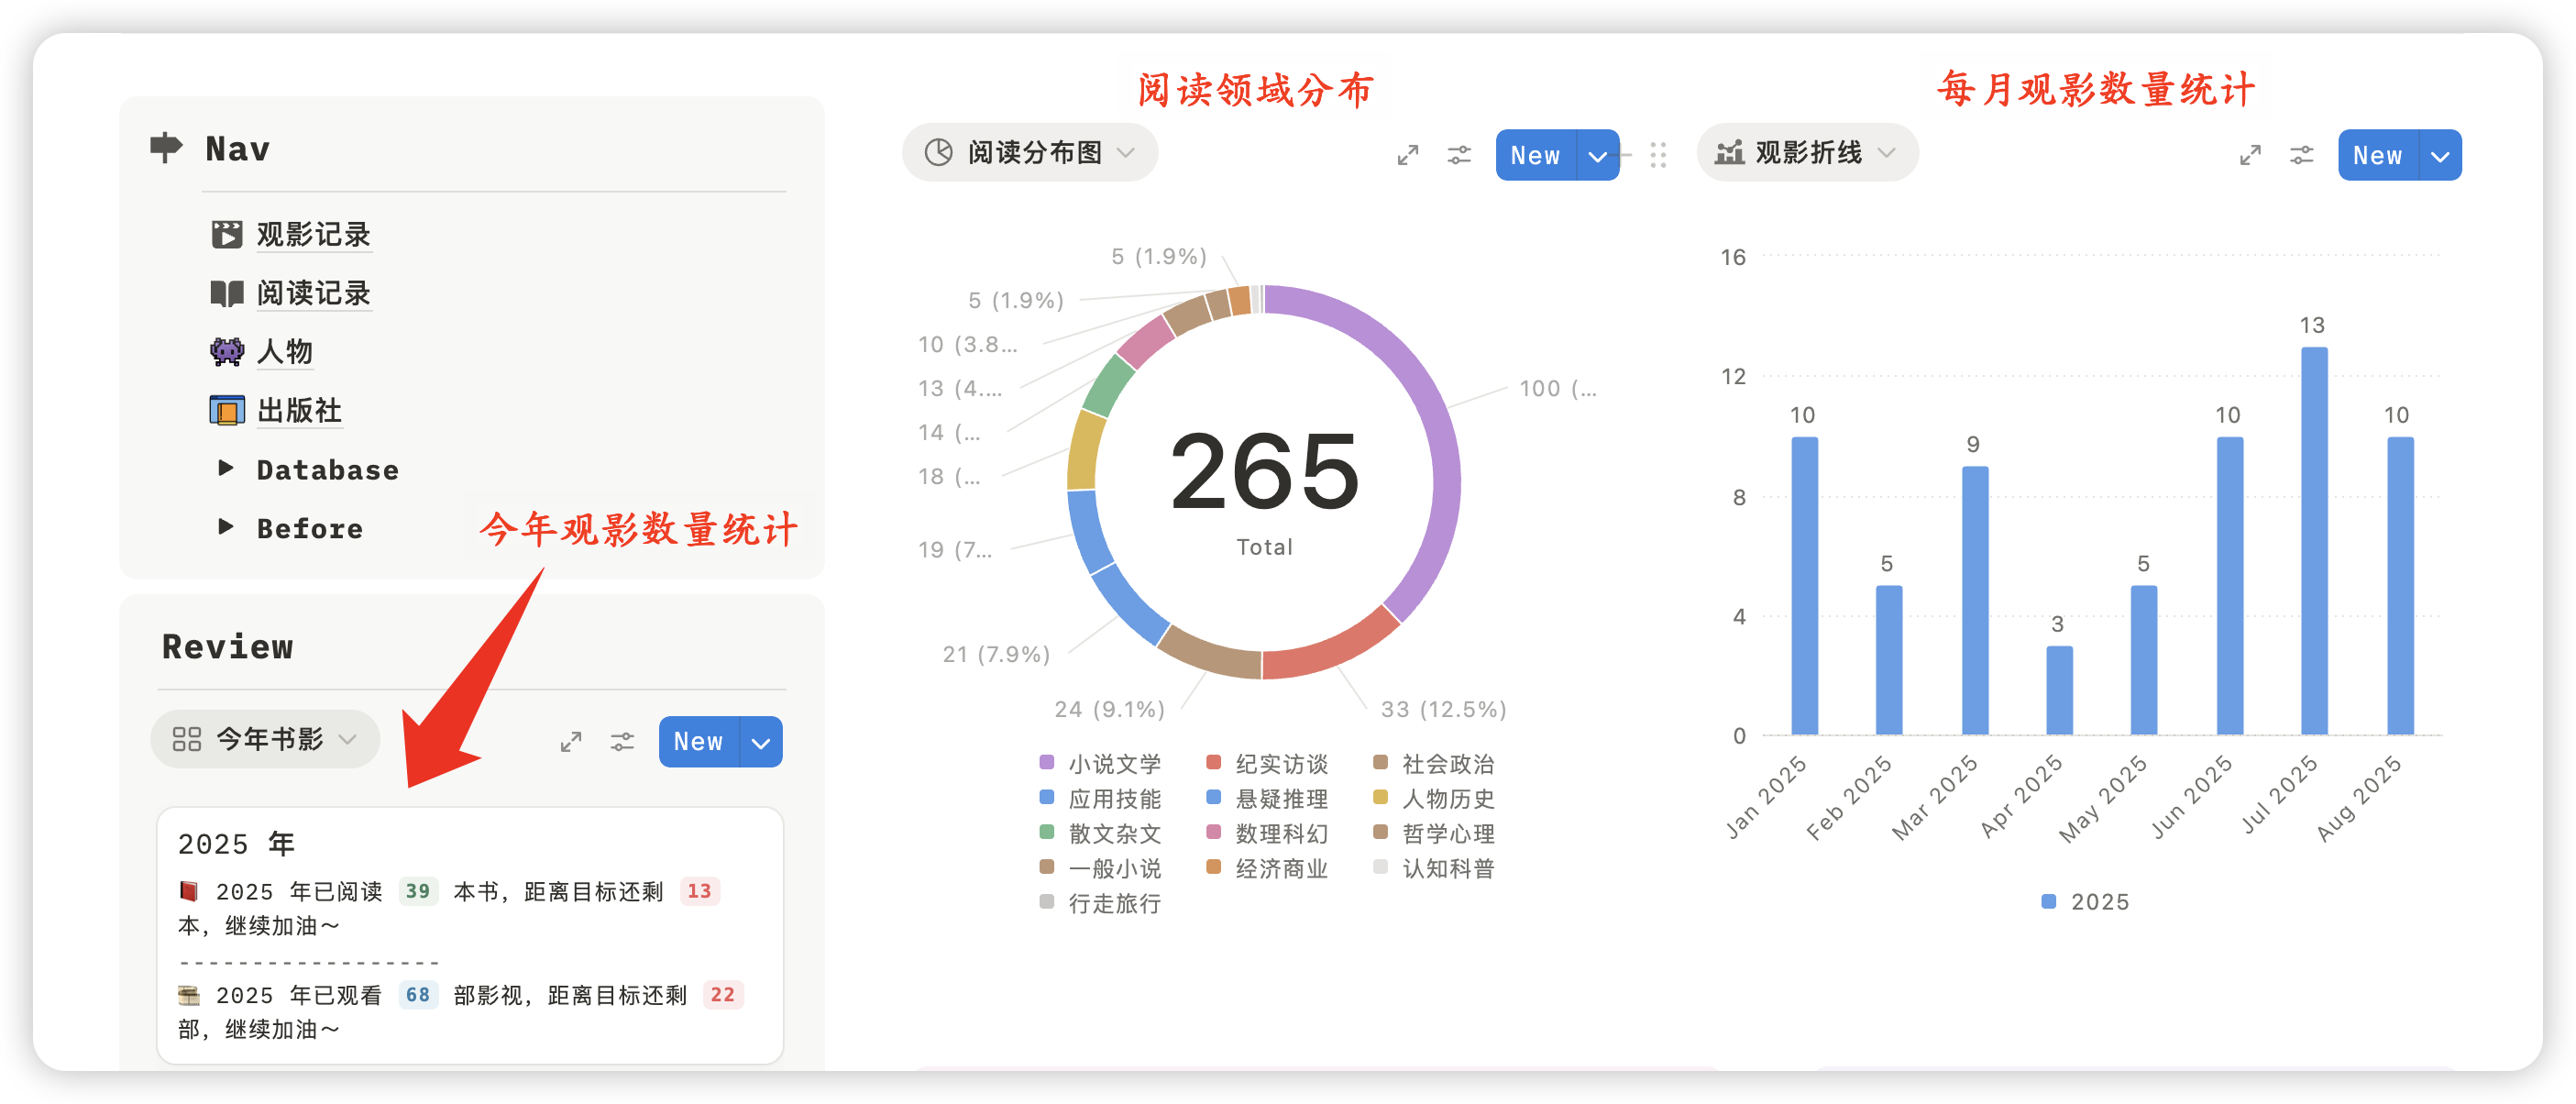 Nav
观影记录
阅读记录
人物
出版社
Database
Before
今年观影数量统计
Review
今年书影
New
2025 年
2025 年已阅读 39 本书，距离目标还剩 13
本，继续加油～
-----------------
2025 年已观看 68 部影视，距离目标还剩 22
部，继续加油～
阅读领域分布
阅读分布图
New
5 (1.9%)
5 (1.9%)
10 (3.8...
13 (4....
14 (...
18 (...
19 (7...
21 (7.9%)
24 (9.1%)
33 (12.5%)
100 (...
265
Total
小说文学 纪实访谈 社会政治
应用技能 悬疑推理 人物历史
散文杂文 数理科幻 哲学心理
一般小说 经济商业 认知科普
行走旅行
每月观影数量统计
观影折线
New
16
12
8
4
0
10
5
9
3
5
10
13
10
Jan 2025
Feb 2025
Mar 2025
Apr 2025
May 2025
Jun 2025
Jul 2025
Aug 2025
2025